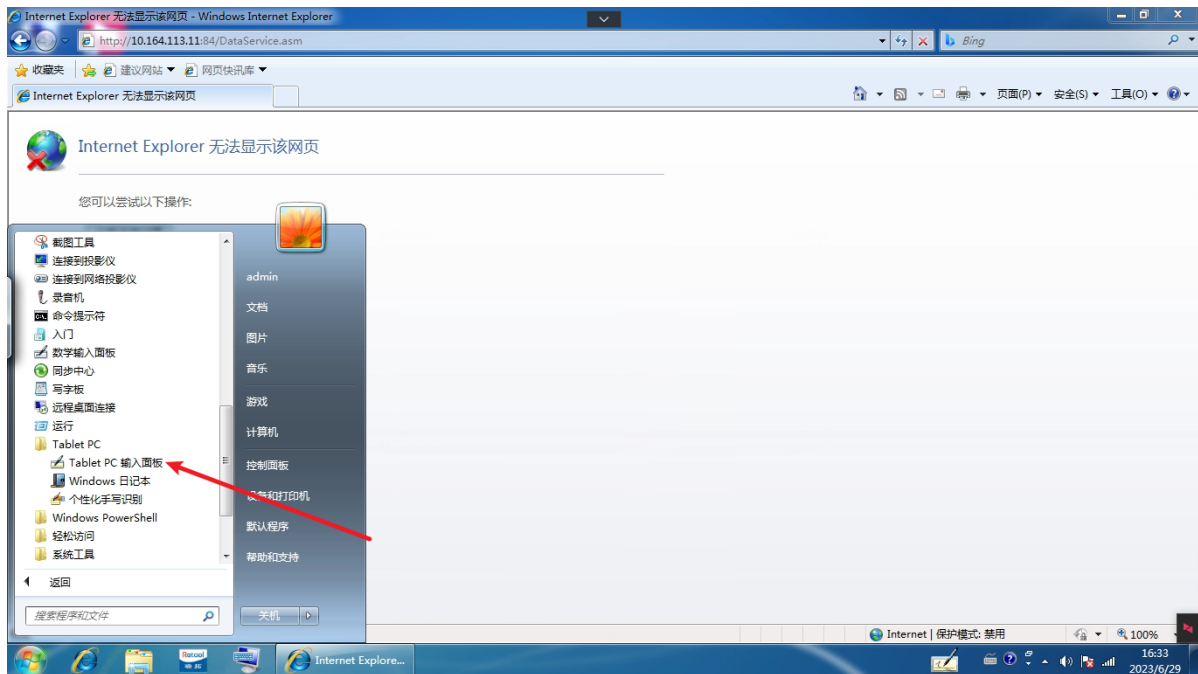 Internet Explorer 无法显示该网页 - Windows Internet Explorer
http://10.164.113.11:84/DataService.asm
Bing
收藏夹 建议网站 网页快讯库
Internet Explorer 无法显示该网页
页面(P) 安全(S) 工具(O)
Internet Explorer 无法显示该网页
您可以尝试以下操作:
截图工具
连接到投影仪
连接到网络投影仪
录音机
命令提示符
入门
数学输入面板
同步中心
写字板
远程桌面连接
运行
Tablet PC
Tablet PC 输入面板
Windows 日记本
个性化手写识别
Windows PowerShell
轻松访问
系统工具
返回
搜索程序和文件
admin
文档
图片
音乐
游戏
计算机
控制面板
设备和打印机
默认程序
帮助和支持
关机
Internet | 保护模式: 禁用
100%
Ratool
Internet Explore...
16:33
2023/6/29